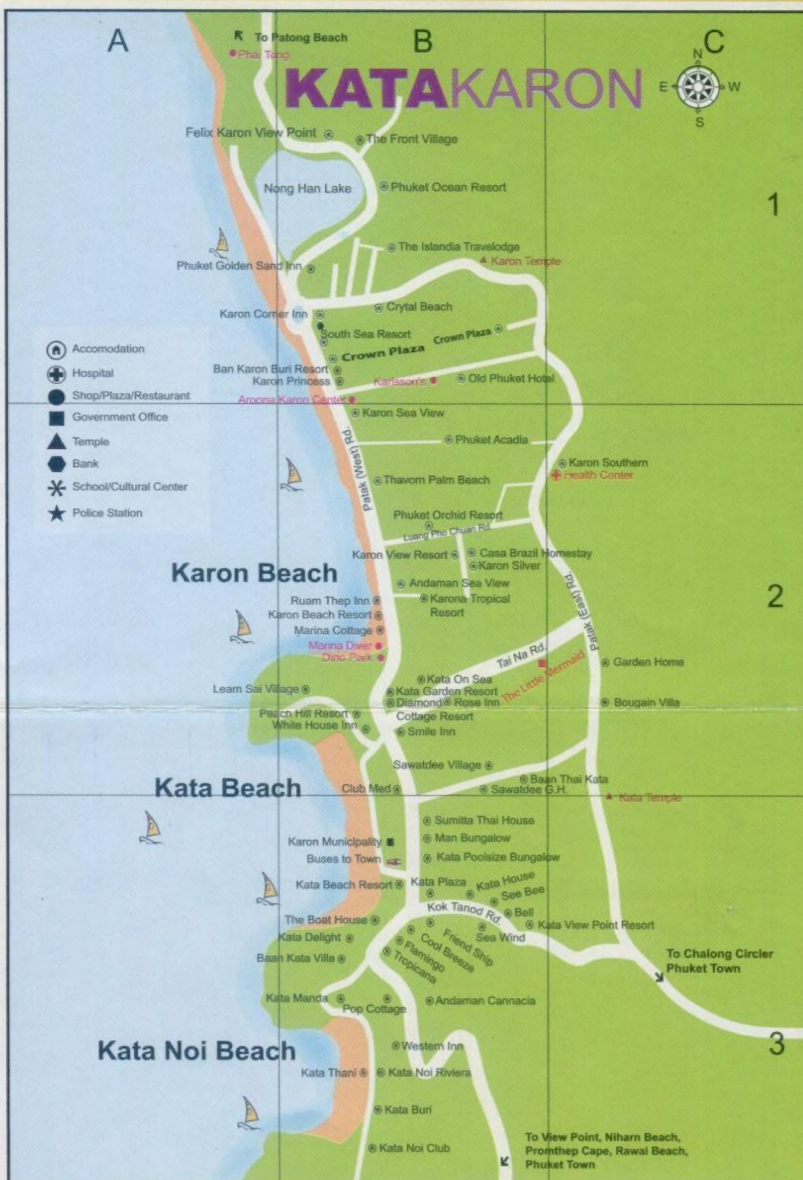 A
B
C
To Patong Beach
Phai Tong
KATAKARON
N
E
W
S
Felix Karon View Point
The Front Village
Nong Han Lake
Phuket Ocean Resort
1
The Islandia Travelodge
Karon Temple
Phuket Golden Sand Inn
Crytal Beach
Karon Corner Inn
South Sea Resort
Crown Plaza
Crown Plaza
Ban Karon Buri Resort
Karon Princess
Karlsson's
Old Phuket Hotal
Aroona Karon Center
Karon Sea View
Accomodation
Hospital
Shop/Plaza/Restaurant
Government Office
Temple
Bank
School/Cultural Center
Police Station
Patak (West) Rd.
Phuket Acadia
Karon Southern
Health Center
Thavorn Palm Beach
Phuket Orchid Resort
Luang Pho Chuan Rd.
Karon View Resort
Casa Brazil Homestay
Karon Silver
Karon Beach
Andaman Sea View
Ruam Thep Inn
Karona Tropical
Resort
2
Karon Beach Resort
Marina Cottage
Marina Diver
Dino Park
Patak (East) Rd.
Tai Na Rd.
The Little Mermaid
Garden Home
Kata On Sea
Leam Sai Village
Kata Garden Resort
Diamond
Rose Inn
Cottage Resort
Bougain Villa
Peach Hill Resort
White House Inn
Smile Inn
Sawatdee Village
Baan Thai Kata
Kata Beach
Club Med
Sawatdee G.H.
Kata Temple
Sumitta Thai House
Karon Municipality
Man Bungalow
Buses to Town
Kata Poolsize Bungalow
Kata Beach Resort
Kata Plaza
Kata House
See Bee
Kok Tanod Rd.
Bell
The Boat House
Kata View Point Resort
Kata Delight
Friend Ship
Sea Wind
Cool Breeze
Flamingo
Tropicana
Baan Kata Villa
To Chalong Circler
Phuket Town
Kata Manda
Pop Cottage
Andaman Cannacia
Kata Noi Beach
Western Inn
3
Kata Thani
Kata Noi Riviera
Kata Buri
Kata Noi Club
To View Point, Niharn Beach,
Promthep Cape, Rawai Beach,
Phuket Town